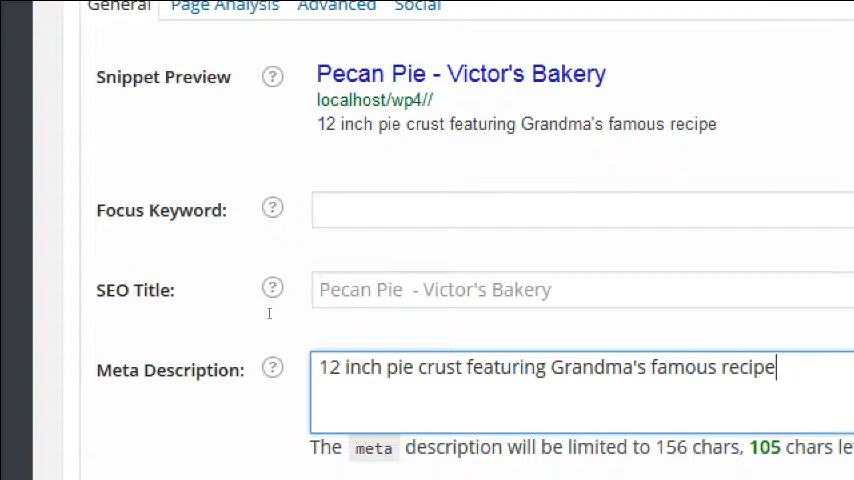 General Page Analysis Advanced Social
Snippet Preview ? Pecan Pie - Victor's Bakery
localhost/wp4//
12 inch pie crust featuring Grandma's famous recipe
Focus Keyword: ?
SEO Title: ? Pecan Pie - Victor's Bakery
Meta Description: ? 12 inch pie crust featuring Grandma's famous recipe
The meta description will be limited to 156 chars, 105 chars le